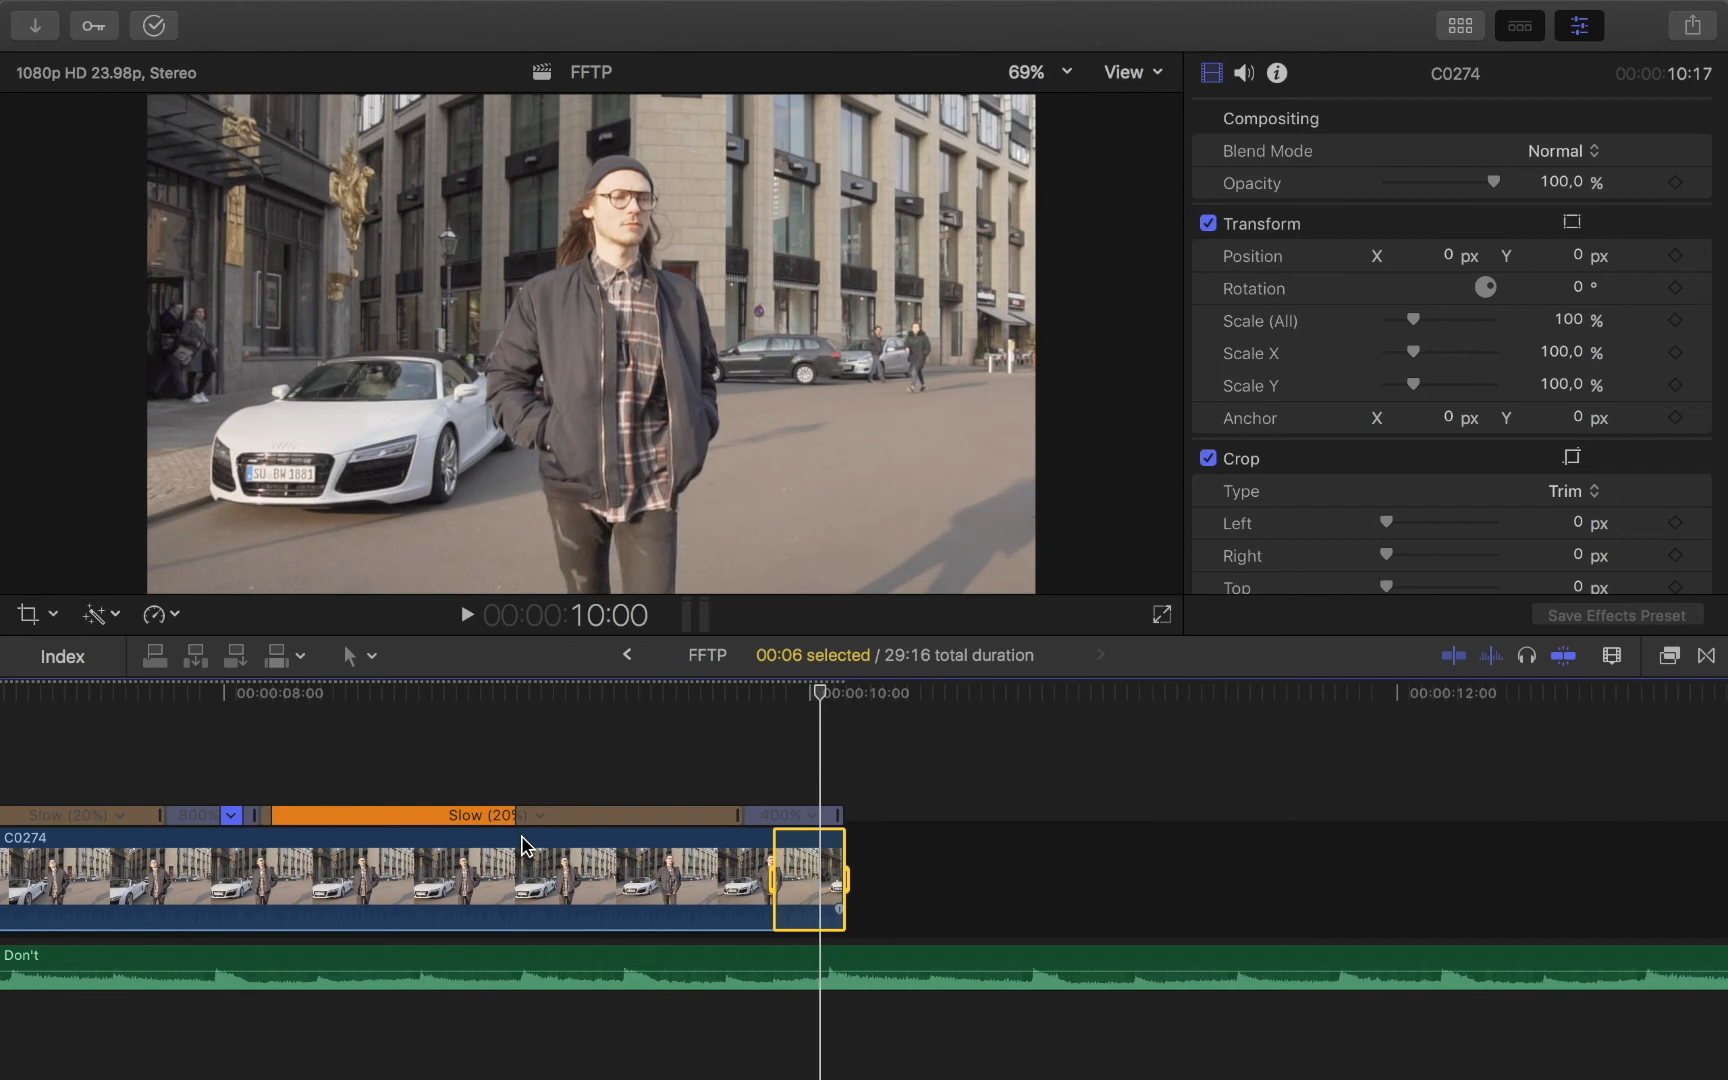 1080p HD 23.98p, Stereo
FFTP
69%
View
C0274
00:00:10:17
Compositing
Blend Mode
Normal
Opacity
100,0 %
Transform
Position
X
0 px
Y
0 px
Rotation
0 °
Scale (All)
100 %
Scale X
100,0 %
Scale Y
100,0 %
Anchor
X
0 px
Y
0 px
Crop
Type
Trim
Left
0 px
Right
0 px
Top
0 px
SU BW 1881
00:00:10:00
Save Effects Preset
Index
FFTP
00:06 selected / 29:16 total duration
00:00:08:00
00:00:10:00
00:00:12:00
Slow (20%)
800%
Slow (20%)
400%
C0274
Don't